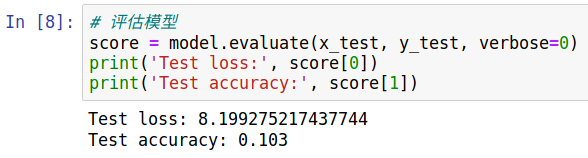 In [8]:
# 评估模型
score = model.evaluate(x_test, y_test, verbose=0)
print('Test loss:', score[0])
print('Test accuracy:', score[1])
Test loss: 8.199275217437744
Test accuracy: 0.103